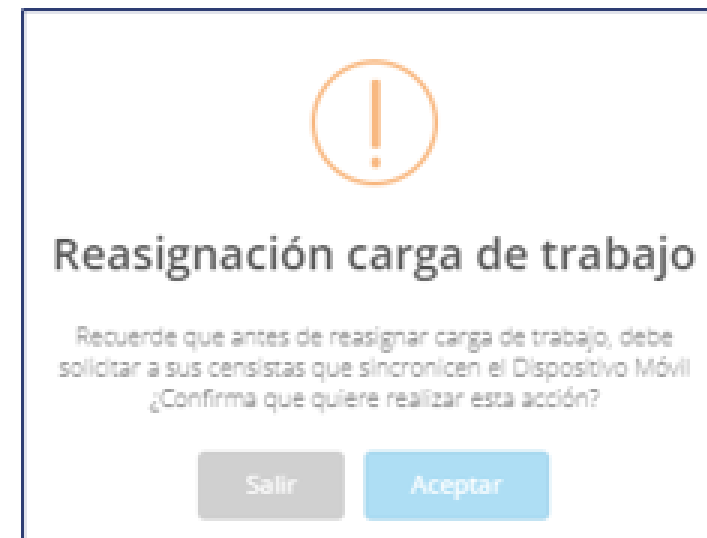 Reasignación carga de trabajo
Recuerde que antes de reasignar carga de trabajo, debe
solicitar a sus censistas que sincronicen el Dispositivo Móvil
¿Confirma que quiere realizar esta acción?
Salir
Aceptar